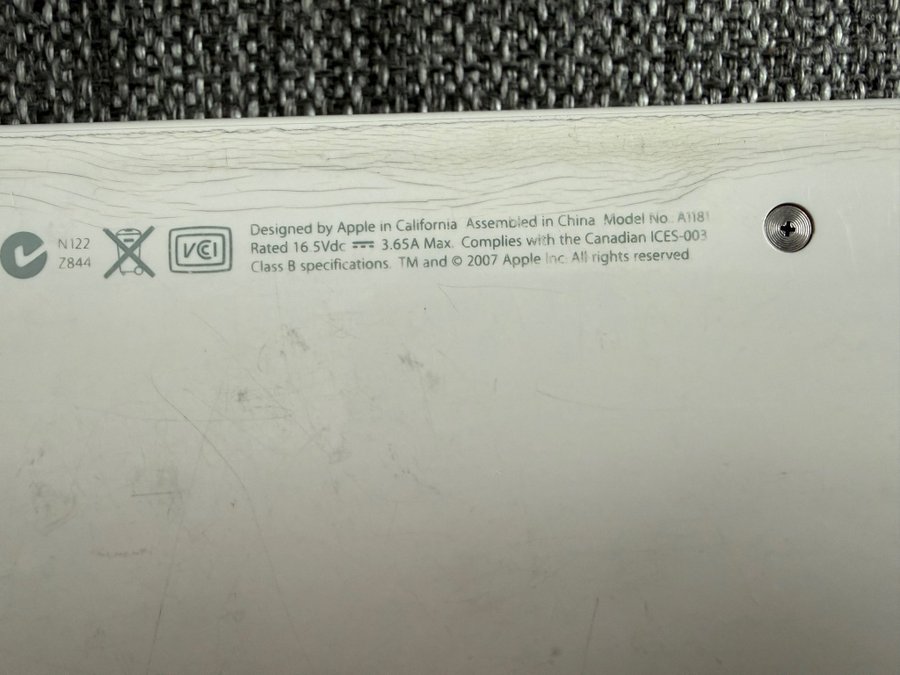 N122
Z844
VCCI
Designed by Apple in California Assembled in China Model No. A1181
Rated 16.5Vdc ⎓ 3.65A Max. Complies with the Canadian ICES-003
Class B specifications. TM and © 2007 Apple Inc. All rights reserved